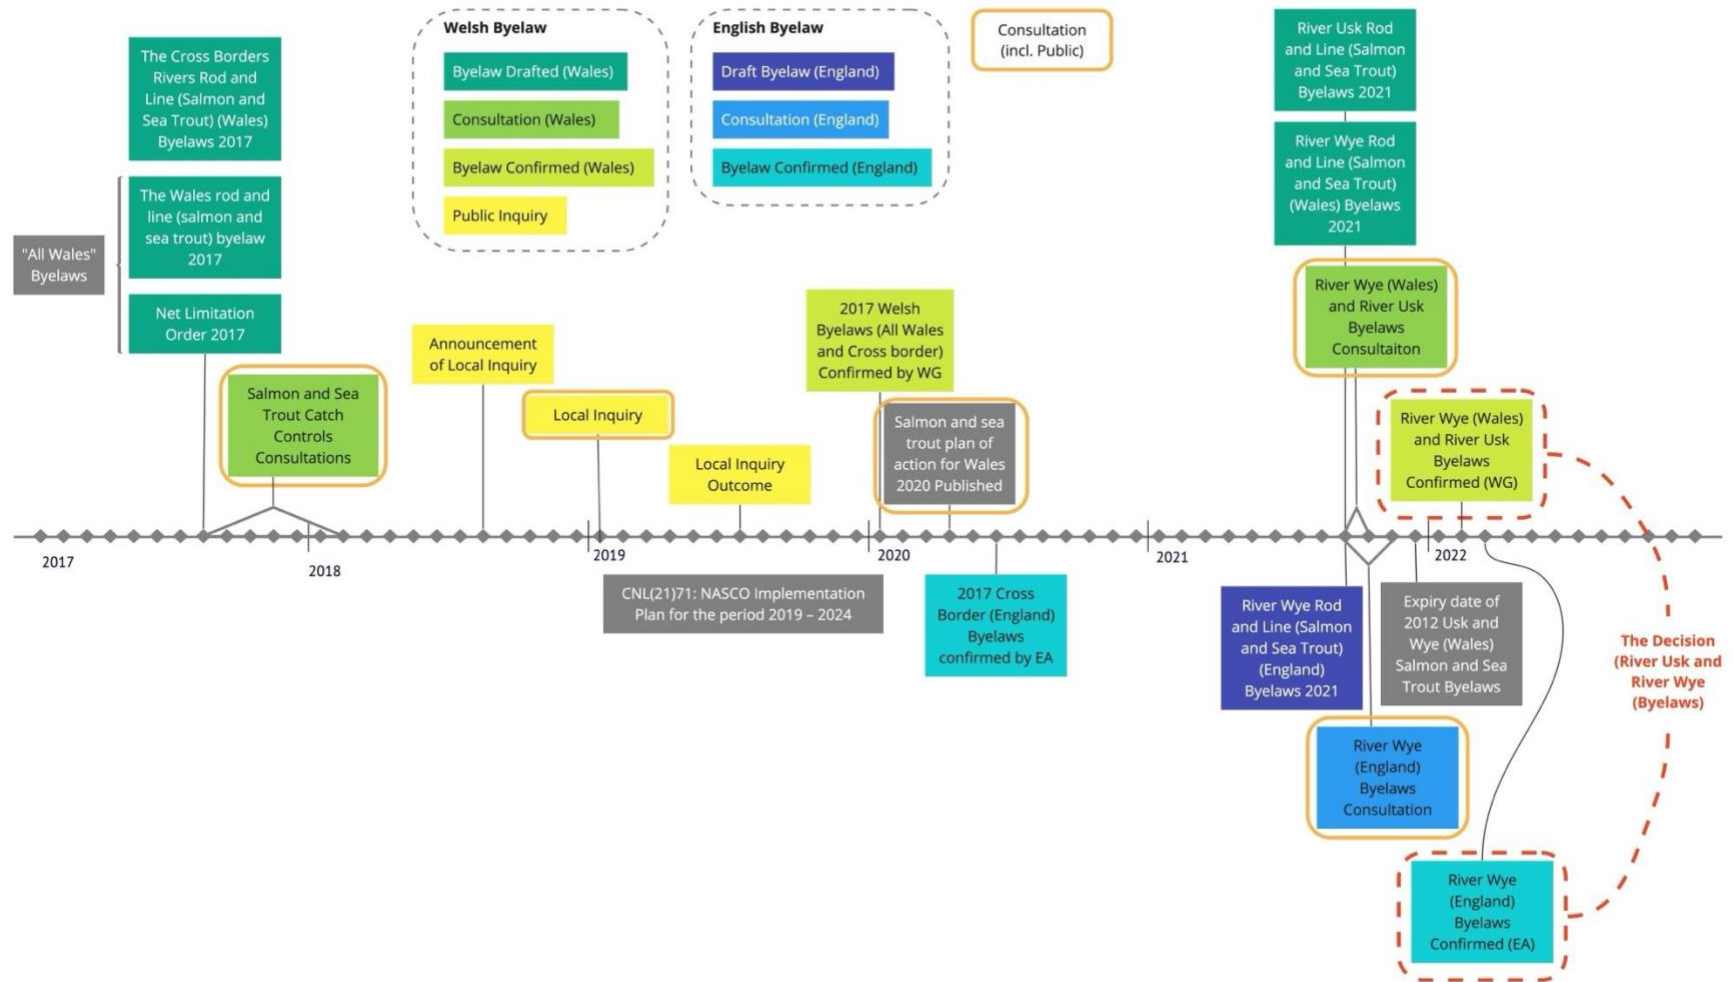 The Cross Borders
Rivers Rod and
Line (Salmon and
Sea Trout) (Wales)
Byelaws 2017
"All Wales"
Byelaws
The Wales rod and
line (salmon and
sea trout) byelaw
2017
Net Limitation
Order 2017
Salmon and Sea
Trout Catch
Controls
Consultations
Welsh Byelaw
Byelaw Drafted (Wales)
Consultation (Wales)
Byelaw Confirmed (Wales)
Public Inquiry
English Byelaw
Draft Byelaw (England)
Consultation (England)
Byelaw Confirmed (England)
Consultation
(incl. Public)
Announcement
of Local Inquiry
Local Inquiry
Local Inquiry
Outcome
2017 Welsh
Byelaws (All Wales
and Cross border)
Confirmed by WG
Salmon and sea
trout plan of
action for Wales
2020 Published
River Usk Rod
and Line (Salmon
and Sea Trout)
Byelaws 2021
River Wye Rod
and Line (Salmon
and Sea Trout)
(Wales) Byelaws
2021
River Wye (Wales)
and River Usk
Byelaws
Consultaiton
River Wye (Wales)
and River Usk
Byelaws
Confirmed (WG)
2017
2018
2019
2020
2021
2022
CNL(21)71: NASCO Implementation
Plan for the period 2019 – 2024
2017 Cross
Border (England)
Byelaws
confirmed by EA
River Wye Rod
and Line (Salmon
and Sea Trout)
(England)
Byelaws 2021
Expiry date of
2012 Usk and
Wye (Wales)
Salmon and Sea
Trout Byelaws
The Decision
(River Usk and
River Wye
(Byelaws)
River Wye
(England)
Byelaws
Consultation
River Wye
(England)
Byelaws
Confirmed (EA)